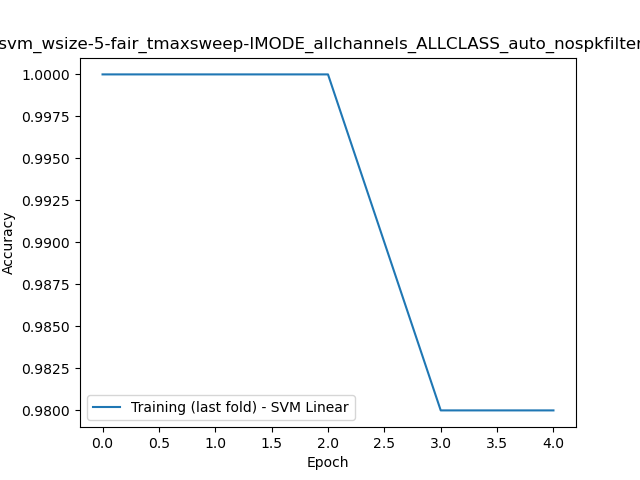 svm_wsize-5-fair_tmaxsweep-IMODE_allchannels_ALLCLASS_auto_nospkfilter
1.0000
0.9975
0.9950
0.9925
0.9900
0.9875
0.9850
0.9825
0.9800
Accuracy
Training (last fold) - SVM Linear
0.0 0.5 1.0 1.5 2.0 2.5 3.0 3.5 4.0
Epoch